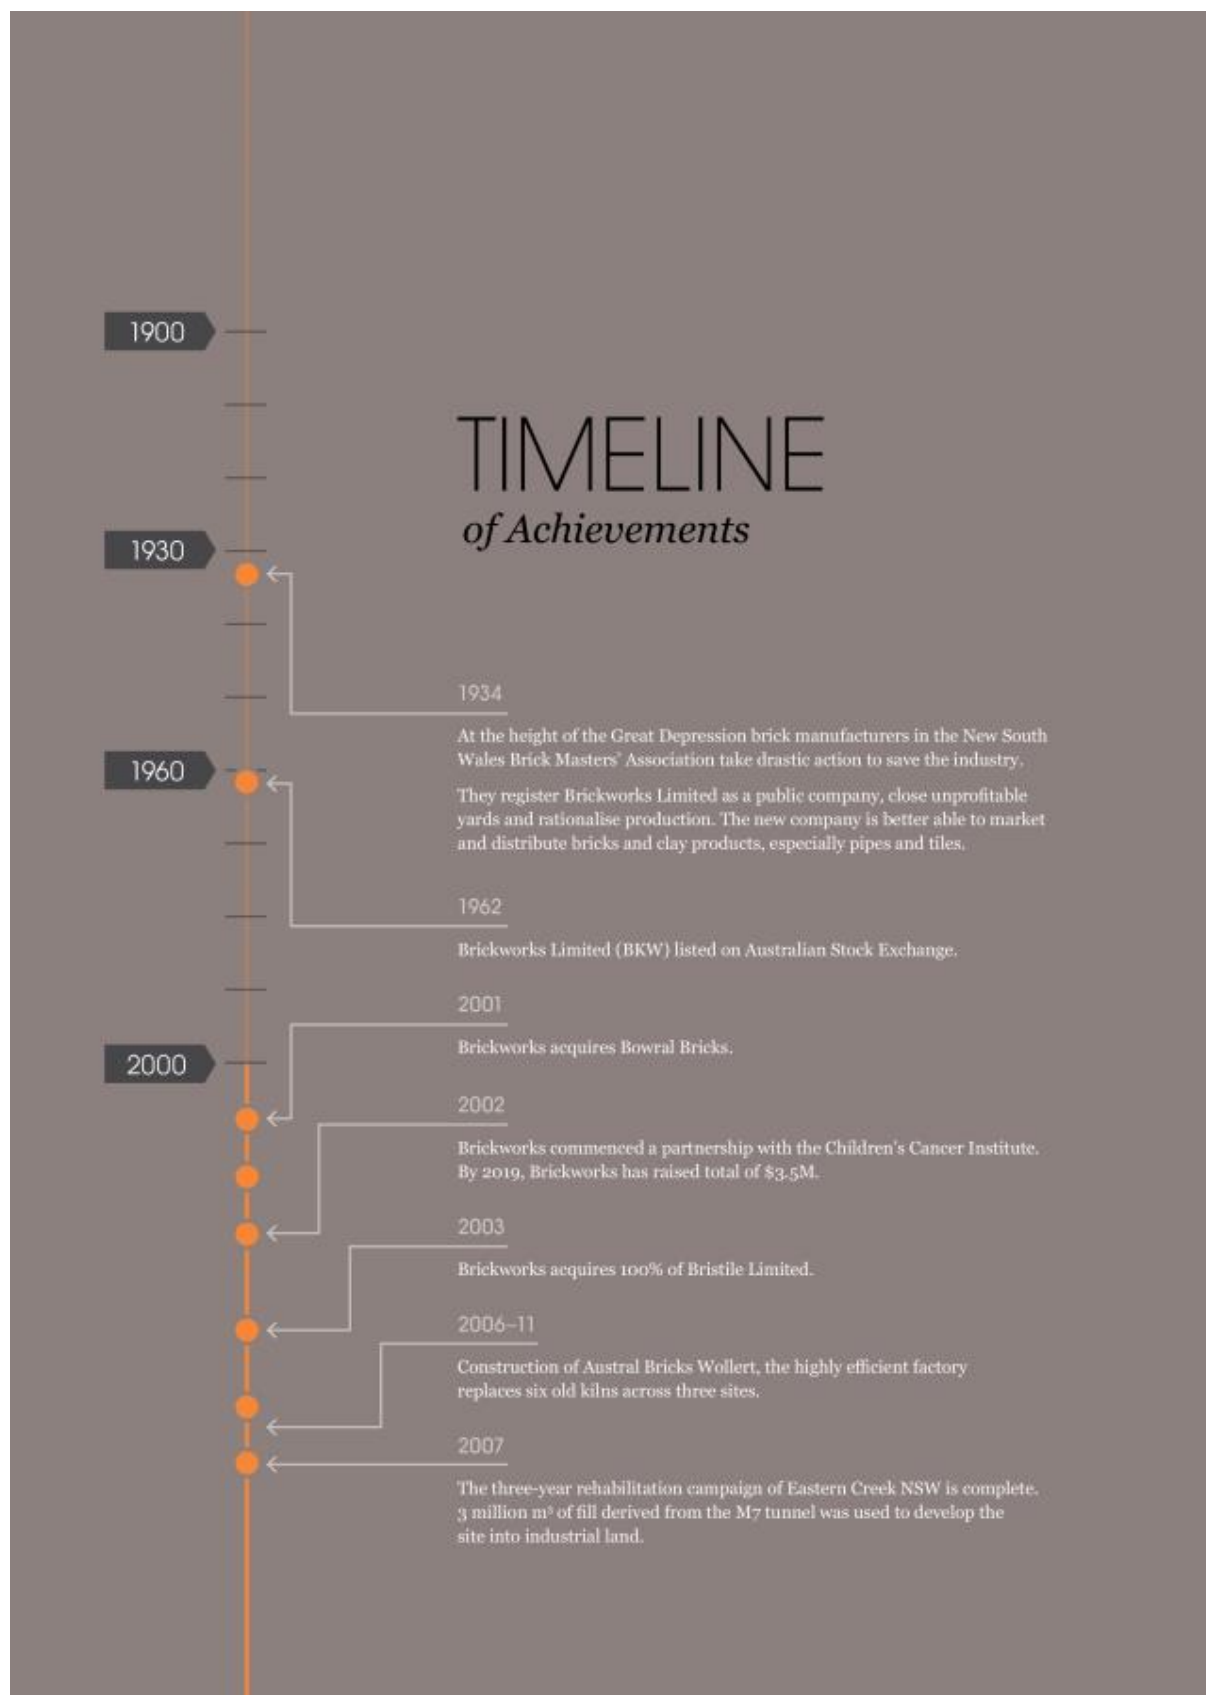 1900
TIMELINE
of Achievements
1930
1934
At the height of the Great Depression brick manufacturers in the New South
Wales Brick Masters' Association take drastic action to save the industry.
1960
They register Brickworks Limited as a public company, close unprofitable
yards and rationalise production. The new company is better able to market
and distribute bricks and clay products, especially pipes and tiles.
1962
Brickworks Limited (BKW) listed on Australian Stock Exchange.
2001
Brickworks acquires Bowral Bricks.
2000
2002
Brickworks commenced a partnership with the Children's Cancer Institute.
By 2019, Brickworks has raised total of $3.5M.
2003
Brickworks acquires 100% of Bristile Limited.
2006–11
Construction of Austral Bricks Wollert, the highly efficient factory
replaces six old kilns across three sites.
2007
The three-year rehabilitation campaign of Eastern Creek NSW is complete.
3 million m³ of fill derived from the M7 tunnel was used to develop the
site into industrial land.